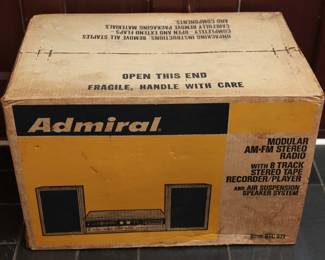 UNPACKING INSTRUCTIONS, REMOVE ALL STAPLES
COMPLETELY OPEN AND EXTEND FLAPS
CAREFULLY REMOVE PACKAGING MATERIALS
AND COMPONENTS
OPEN THIS END
FRAGILE, HANDLE WITH CARE
Admiral
MODULAR
AM-FM STEREO
RADIO
WITH 8 TRACK
STEREO TAPE
RECORDER/PLAYER
AND AIR SUSPENSION
SPEAKER SYSTEM